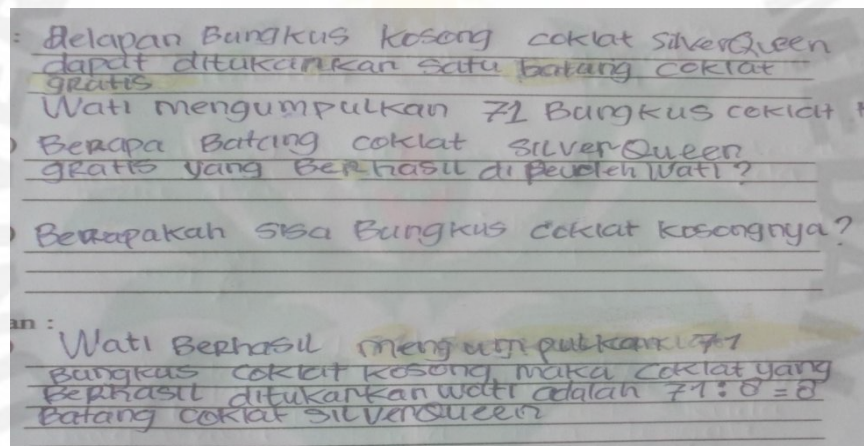 : Delapan Bungkus kosong coklat SilverQueen
dapat ditukarkan satu batang coklat
gratis
Wati mengumpulkan 71 Bungkus coklat
) Berapa Batang coklat SilverQueen
gratis yang Berhasil diperoleh Wati?
) Berapakah sisa Bungkus coklat kosongnya?
an :
Wati Berhasil mengumpulkan 71
Bungkus coklat kosong, maka coklat yang
Berhasil ditukarkan wati adalah 71 : 8 = 8
Batang coklat SilverQueen